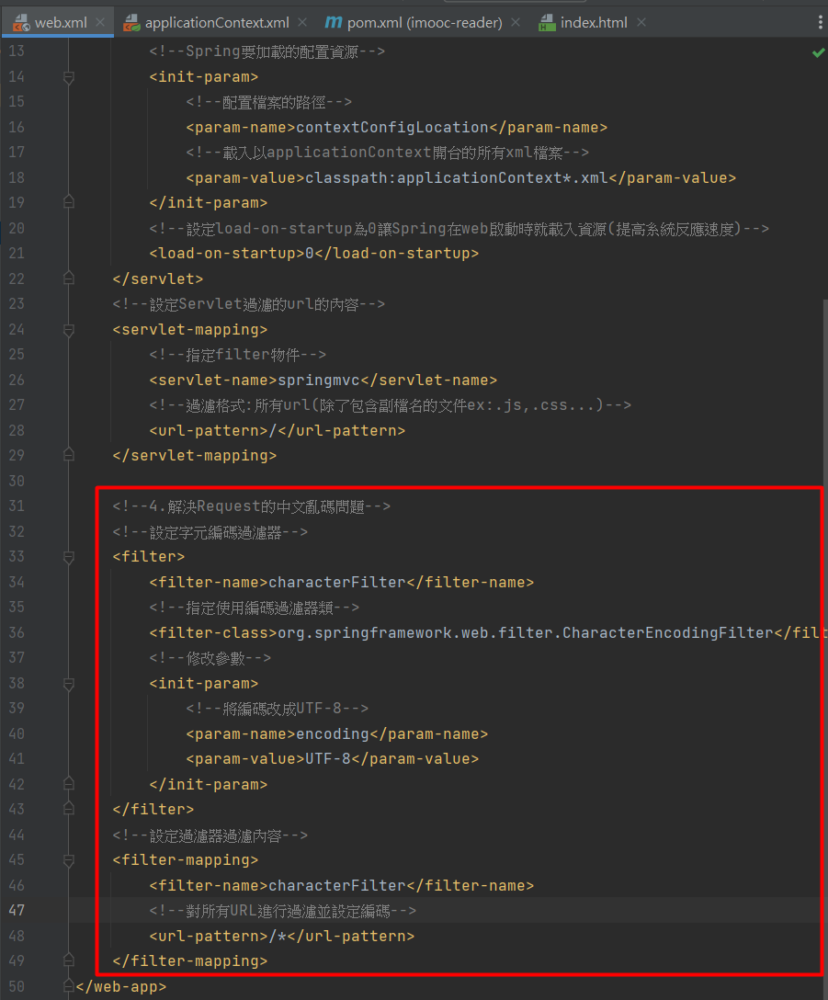 web.xml applicationContext.xml pom.xml (imooc-reader) index.html
13 <!--Spring要加載的配置資源-->
14 <init-param>
15 <!--配置檔案的路徑-->
16 <param-name>contextConfigLocation</param-name>
17 <!--載入以applicationContext開台的所有xml檔案-->
18 <param-value>classpath:applicationContext*.xml</param-value>
19 </init-param>
20 <!--設定load-on-startup為0讓Spring在web啟動時就載入資源(提高系統反應速度)-->
21 <load-on-startup>0</load-on-startup>
22 </servlet>
23 <!--設定Servlet過濾的url的內容-->
24 <servlet-mapping>
25 <!--指定filter物件-->
26 <servlet-name>springmvc</servlet-name>
27 <!--過濾格式:所有url(除了包含副檔名的文件ex:.js,.css...)-->
28 <url-pattern>/</url-pattern>
29 </servlet-mapping>
30
31 <!--4.解決Request的中文亂碼問題-->
32 <!--設定字元編碼過濾器-->
33 <filter>
34 <filter-name>characterFilter</filter-name>
35 <!--指定使用編碼過濾器類-->
36 <filter-class>org.springframework.web.filter.CharacterEncodingFilter</filt
37 <!--修改參數-->
38 <init-param>
39 <!--將編碼改成UTF-8-->
40 <param-name>encoding</param-name>
41 <param-value>UTF-8</param-value>
42 </init-param>
43 </filter>
44 <!--設定過濾器過濾內容-->
45 <filter-mapping>
46 <filter-name>characterFilter</filter-name>
47 <!--對所有URL進行過濾並設定編碼-->
48 <url-pattern>/*</url-pattern>
49 </filter-mapping>
50 </web-app>